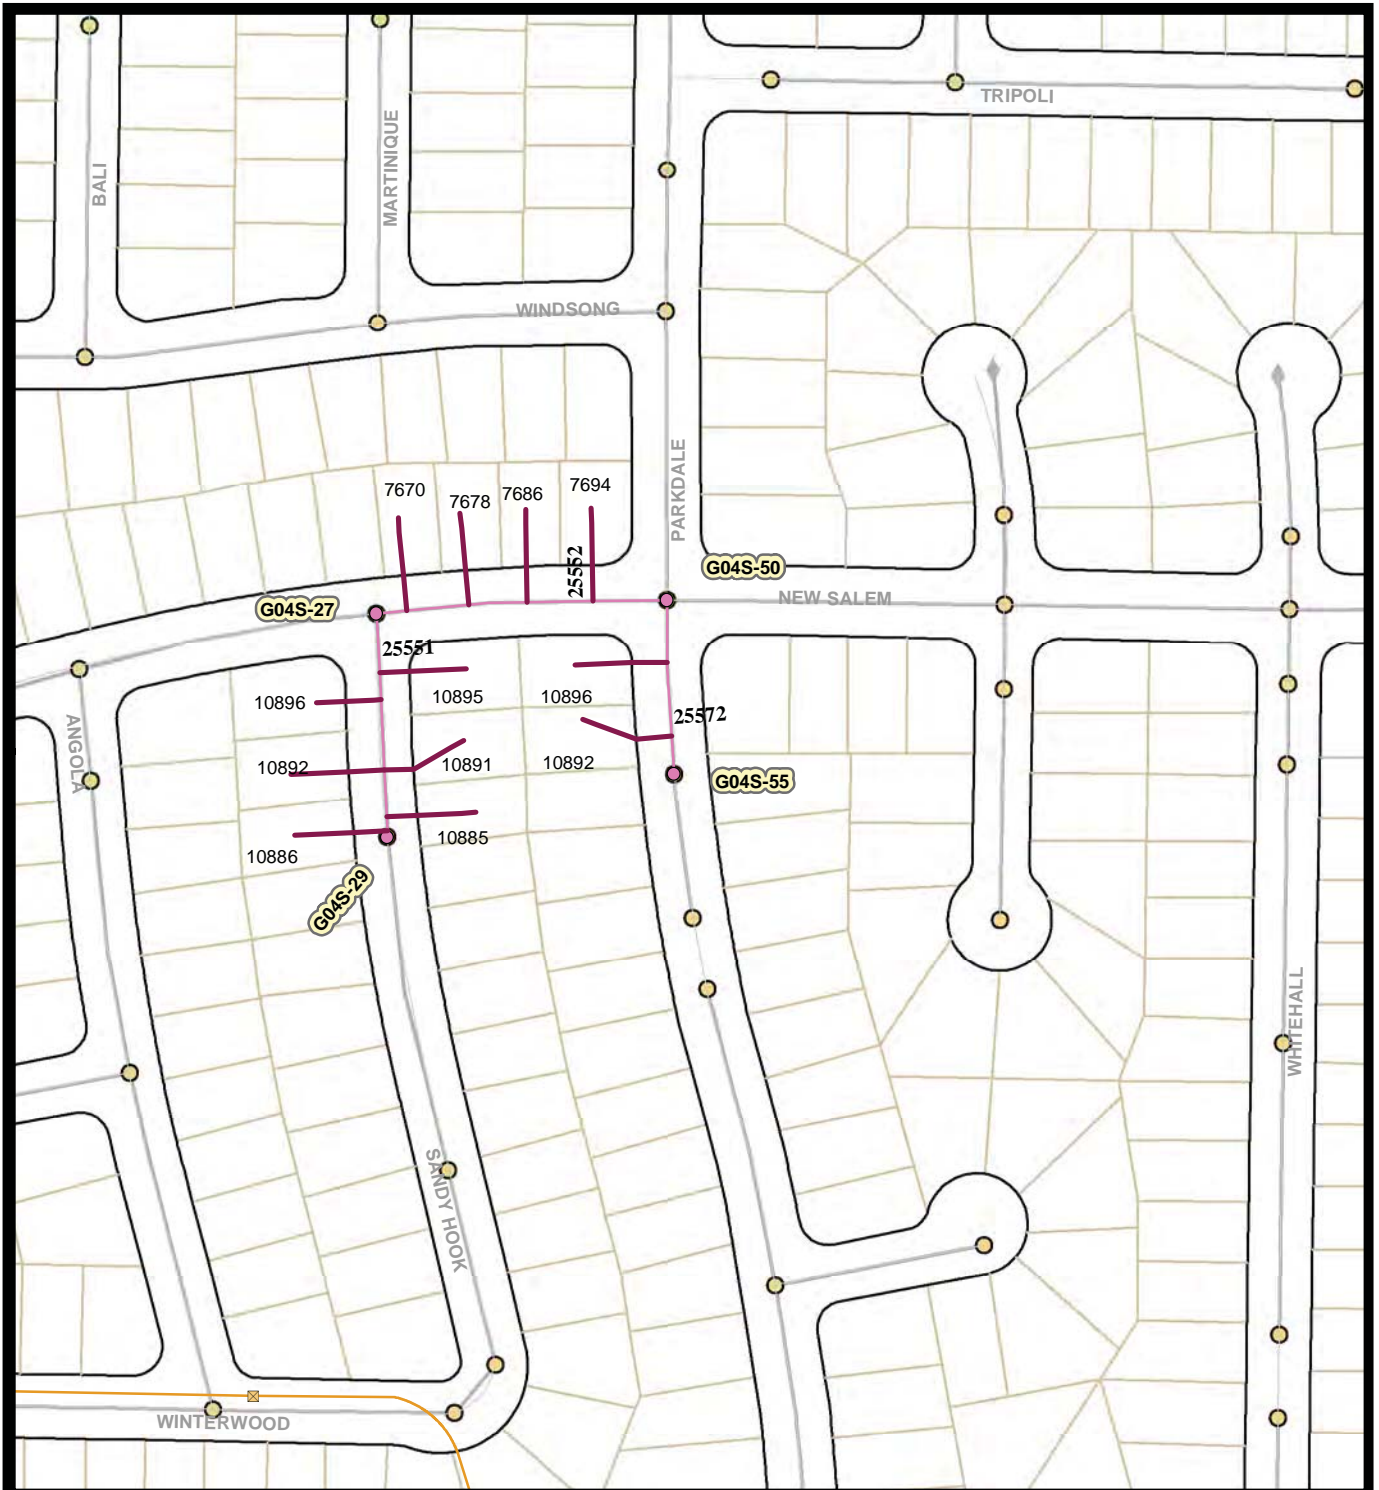 TRIPOLI
BALI
MARTINIQUE
WINDSONG
PARKDALE
7670
7678
7686
7694
25552
G04S-50
NEW SALEM
G04S-27
25551
10896
10895
10896
25572
ANGOLA
10892
10891
10892
G04S-55
10886
10885
G04S-29
WHITEHALL
SANDY HOOK
WINTERWOOD